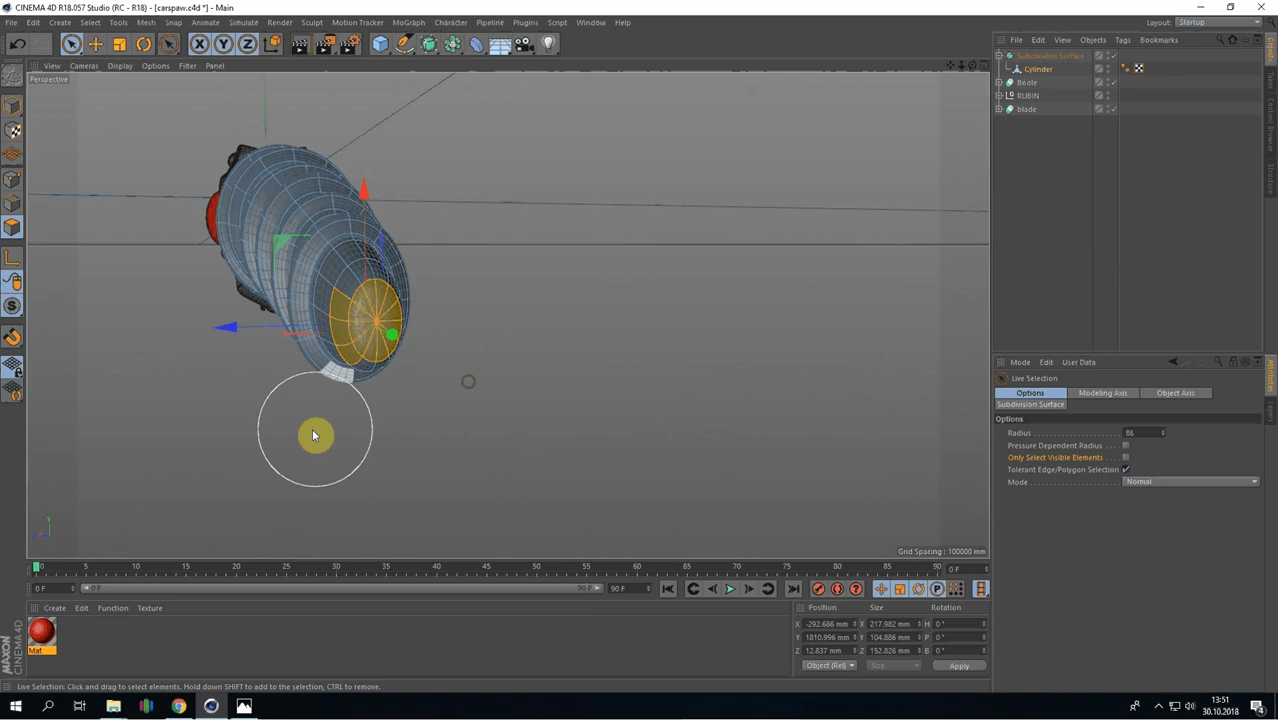 CINEMA 4D R18.057 Studio (RC - R18) - [carspaw.c4d *] - Main
File Edit Create Select Tools Mesh Snap Animate Simulate Render Sculpt Motion Tracker MoGraph Character Pipeline Plugins Script Window Help
Layout: Startup
File Edit View Objects Tags Bookmarks
View Cameras Display Options Filter Panel
Perspective
Subdivision Surface
Cylinder
Boole
RUBIN
blade
Objects
Takes
Content Browser
Structure
Mode Edit User Data
Live Selection
Options Modeling Axis Object Axis
Subdivision Surface
Options
Radius 86
Pressure Dependent Radius
Only Select Visible Elements
Tolerant Edge/Polygon Selection
Mode Normal
Attributes
Layers
Grid Spacing : 100000 mm
0 5 10 15 20 25 30 35 40 45 50 55 60 65 70 75 80 85 90 0 F
0 F 0 F 90 F 90 F
Create Edit Function Texture
Mat
Position Size Rotation
X -292.686 mm X 217.982 mm H 0 °
Y 1810.996 mm Y 104.886 mm P 0 °
Z 12.837 mm Z 152.826 mm B 0 °
Object (Rel) Size Apply
MAXON
CINEMA 4D
Live Selection: Click and drag to select elements. Hold down SHIFT to add to the selection, CTRL to remove.
13:51
30.10.2018